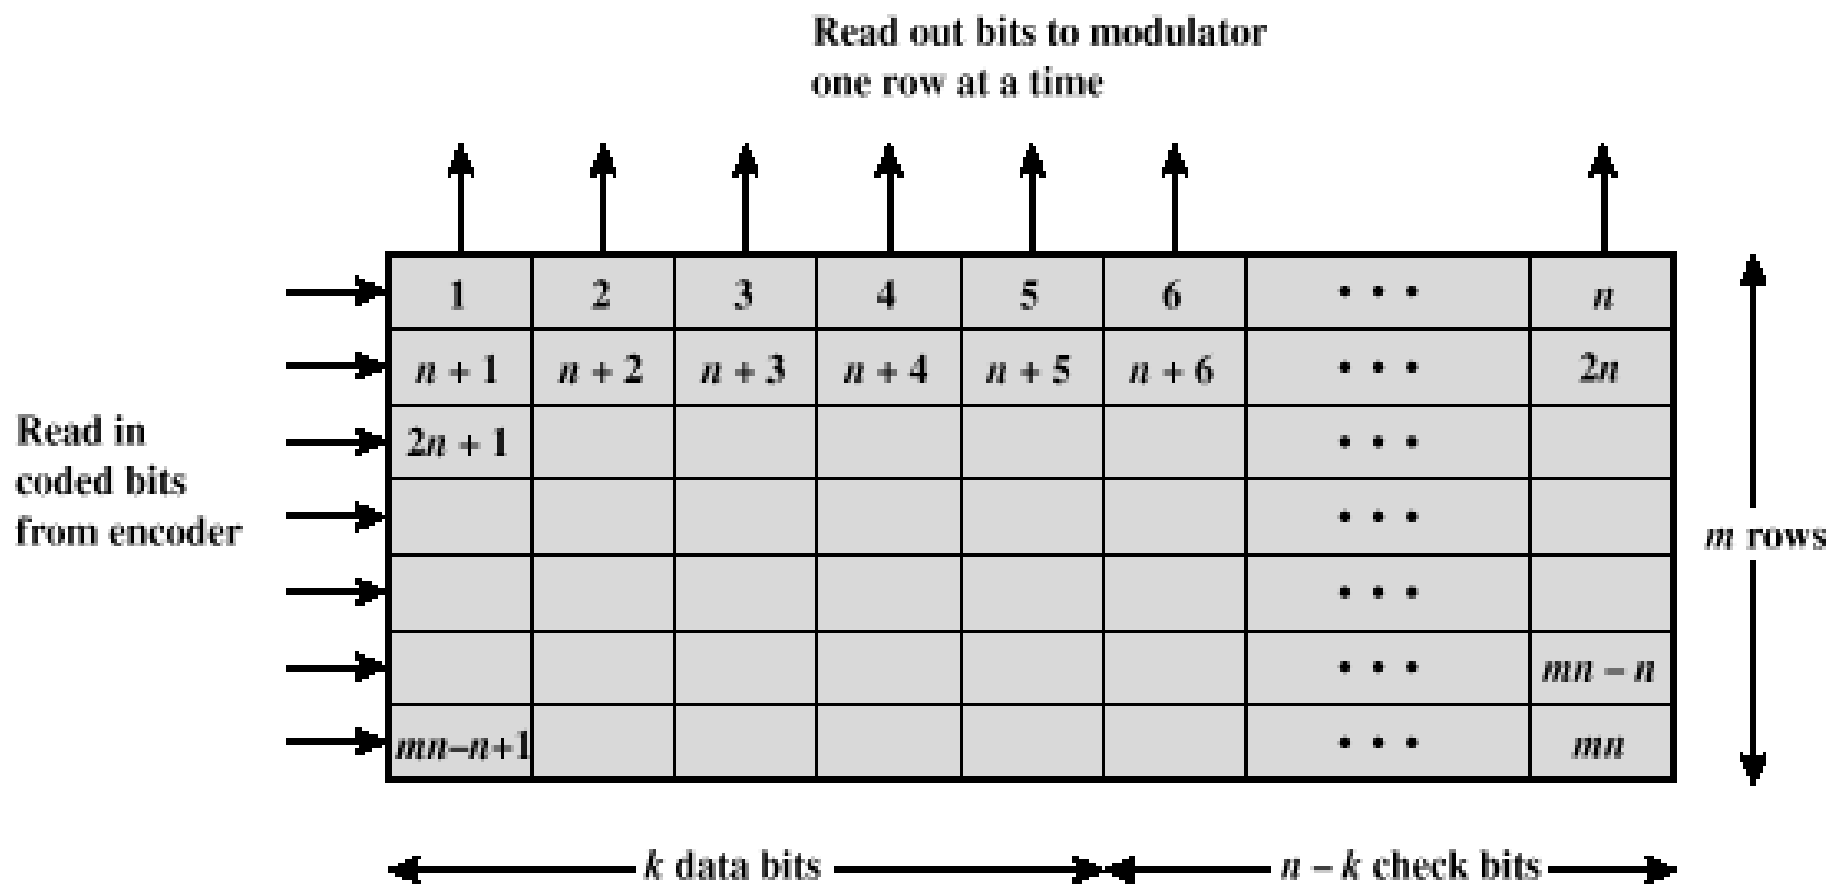 Read out bits to modulator
one row at a time
1 2 3 4 5 6 • • • n
n + 1 n + 2 n + 3 n + 4 n + 5 n + 6 • • • 2n
Read in
coded bits
from encoder
2n + 1 • • •
• • •
m rows
• • •
• • • mn – n
mn–n+1 • • • mn
k data bits n – k check bits